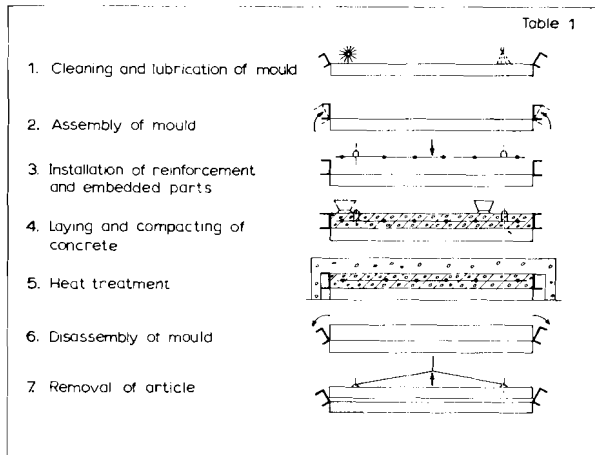 Table 1
1. Cleaning and lubrication of mould
2. Assembly of mould
3. Installation of reinforcement
and embedded parts
4. Laying and compacting of
concrete
5. Heat treatment
6. Disassembly of mould
7. Removal of article